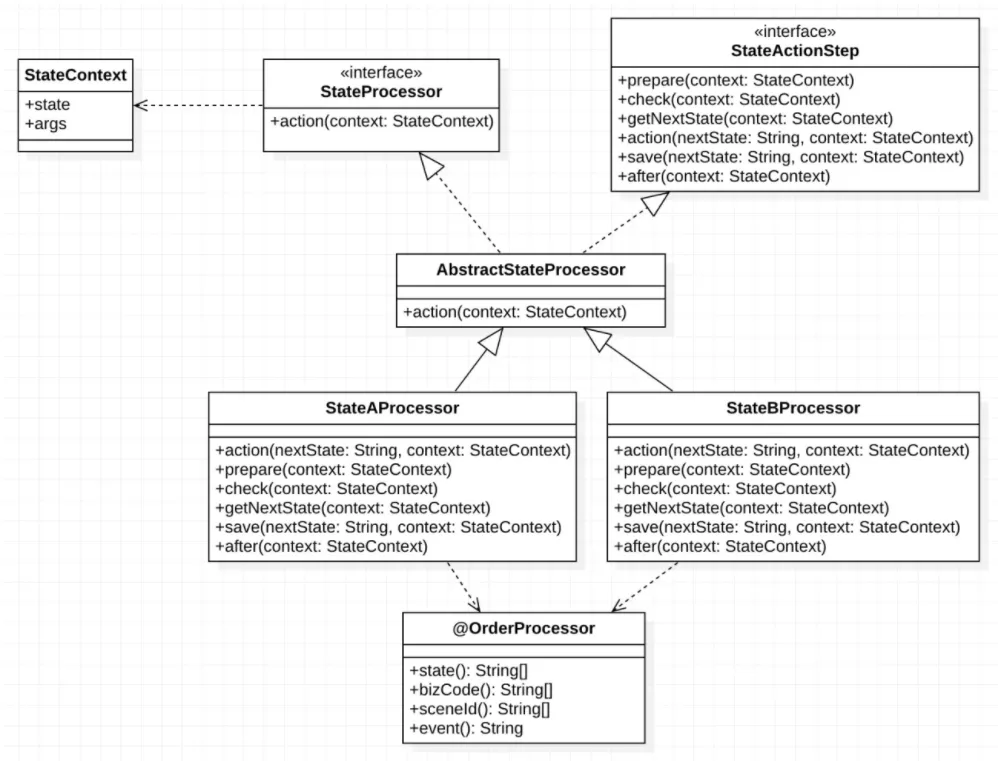 StateContext
+state
+args
«interface»
StateProcessor
+action(context: StateContext)
«interface»
StateActionStep
+prepare(context: StateContext)
+check(context: StateContext)
+getNextState(context: StateContext)
+action(nextState: String, context: StateContext)
+save(nextState: String, context: StateContext)
+after(context: StateContext)
AbstractStateProcessor
+action(context: StateContext)
StateAProcessor
+action(nextState: String, context: StateContext)
+prepare(context: StateContext)
+check(context: StateContext)
+getNextState(context: StateContext)
+save(nextState: String, context: StateContext)
+after(context: StateContext)
StateBProcessor
+action(nextState: String, context: StateContext)
+prepare(context: StateContext)
+check(context: StateContext)
+getNextState(context: StateContext)
+save(nextState: String, context: StateContext)
+after(context: StateContext)
@OrderProcessor
+state(): String[]
+bizCode(): String[]
+sceneId(): String[]
+event(): String